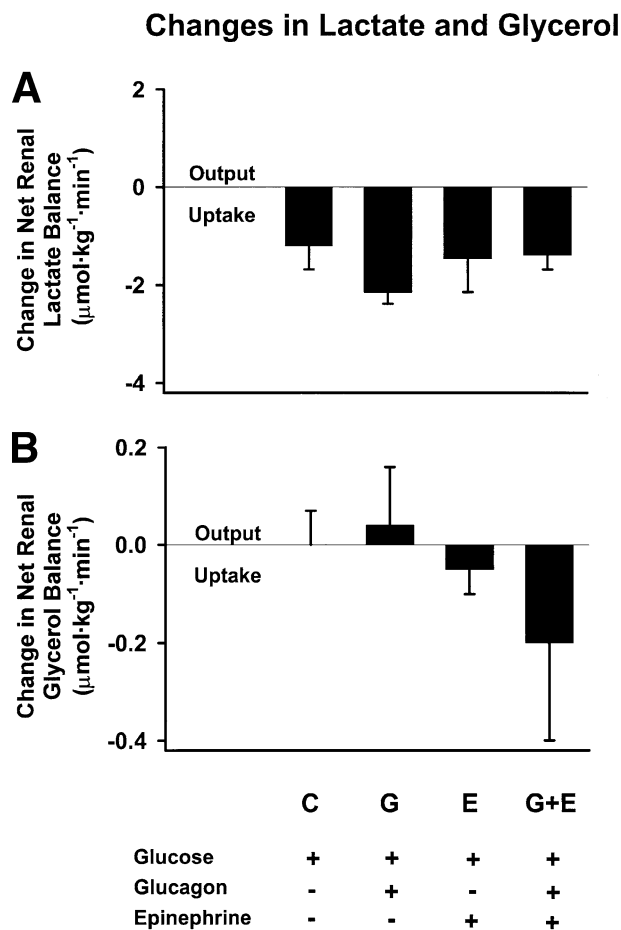 Changes in Lactate and Glycerol
A
Change in Net Renal
Lactate Balance
(μmol·kg⁻¹·min⁻¹)
2
0
-2
-4
Output
Uptake
B
Change in Net Renal
Glycerol Balance
(μmol·kg⁻¹·min⁻¹)
0.2
0.0
-0.2
-0.4
Output
Uptake
C G E G+E
Glucose + + + +
Glucagon - + - +
Epinephrine - - + +